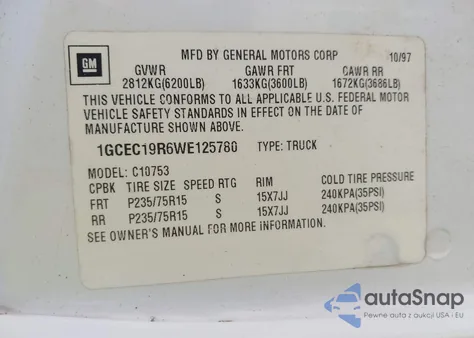 GM
MFD BY GENERAL MOTORS CORP 10/97
GVWR GAWR FRT GAWR RR
2812KG(6200LB) 1633KG(3600LB) 1672KG(3686LB)
THIS VEHICLE CONFORMS TO ALL APPLICABLE U.S. FEDERAL MOTOR
VEHICLE SAFETY STANDARDS IN EFFECT ON THE DATE OF
MANUFACTURE SHOWN ABOVE.
1GCEC19R6WE125780 TYPE: TRUCK
MODEL: C10753
CPBK TIRE SIZE SPEED RTG RIM COLD TIRE PRESSURE
FRT P235/75R15 S 15X7JJ 240KPA(35PSI)
RR P235/75R15 S 15X7JJ 240KPA(35PSI)
SEE OWNER'S MANUAL FOR MORE INFORMATION.
autoSnap
Pewne auta z aukcji USA i EU